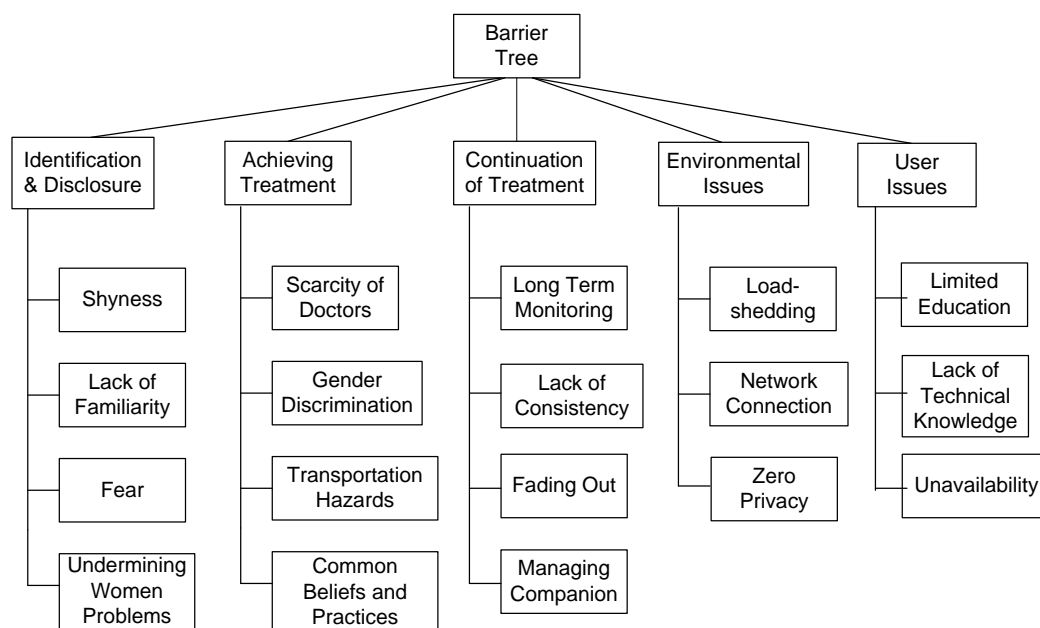 Barrier
Tree
Identification
& Disclosure
Achieving
Treatment
Continuation
of Treatment
Environmental
Issues
User
Issues
Shyness
Lack of
Familiarity
Fear
Undermining
Women
Problems
Scarcity of
Doctors
Gender
Discrimination
Transportation
Hazards
Common
Beliefs and
Practices
Long Term
Monitoring
Lack of
Consistency
Fading Out
Managing
Companion
Load-
shedding
Network
Connection
Zero
Privacy
Limited
Education
Lack of
Technical
Knowledge
Unavailability